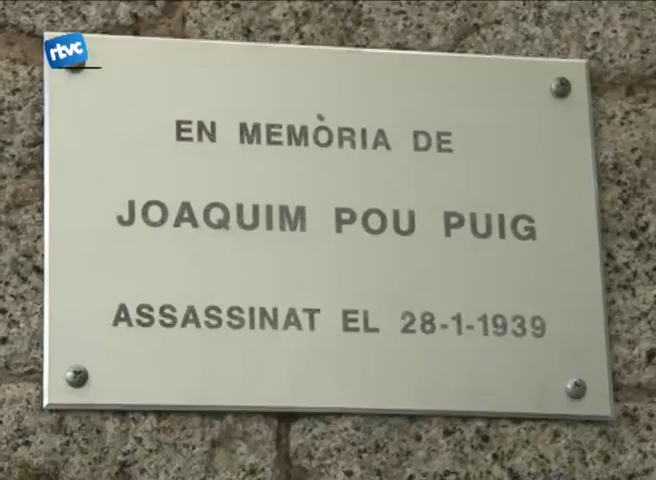 rtvc
EN MEMÒRIA DE
JOAQUIM POU PUIG
ASSASSINAT EL 28-1-1939